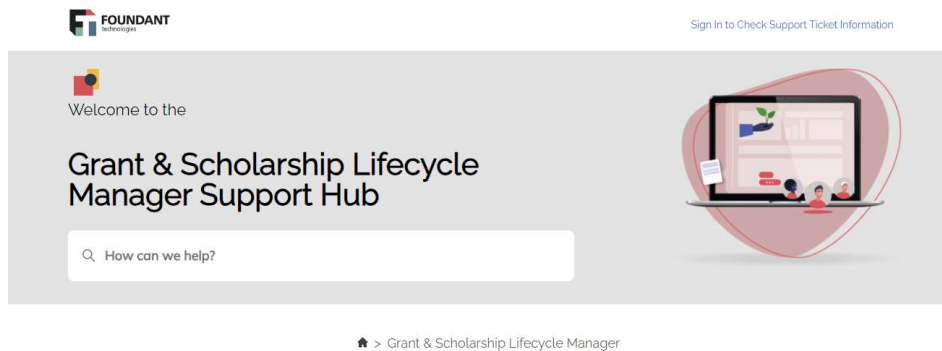 FOUNDANT
technologies
Sign In to Check Support Ticket Information
Welcome to the
Grant & Scholarship Lifecycle
Manager Support Hub
How can we help?
> Grant & Scholarship Lifecycle Manager